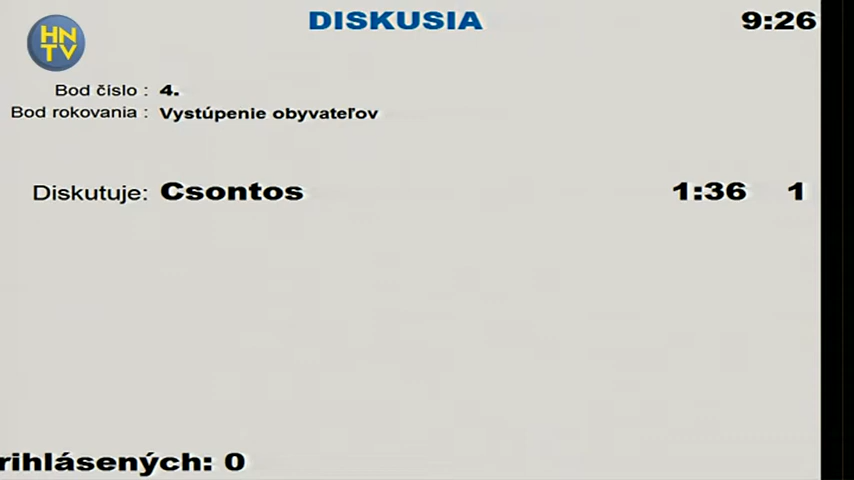 HN
TV
DISKUSIA 9:26
Bod číslo : 4.
Bod rokovania : Vystúpenie obyvateľov
Diskutuje: Csontos 1:36 1
rihlásených: 0